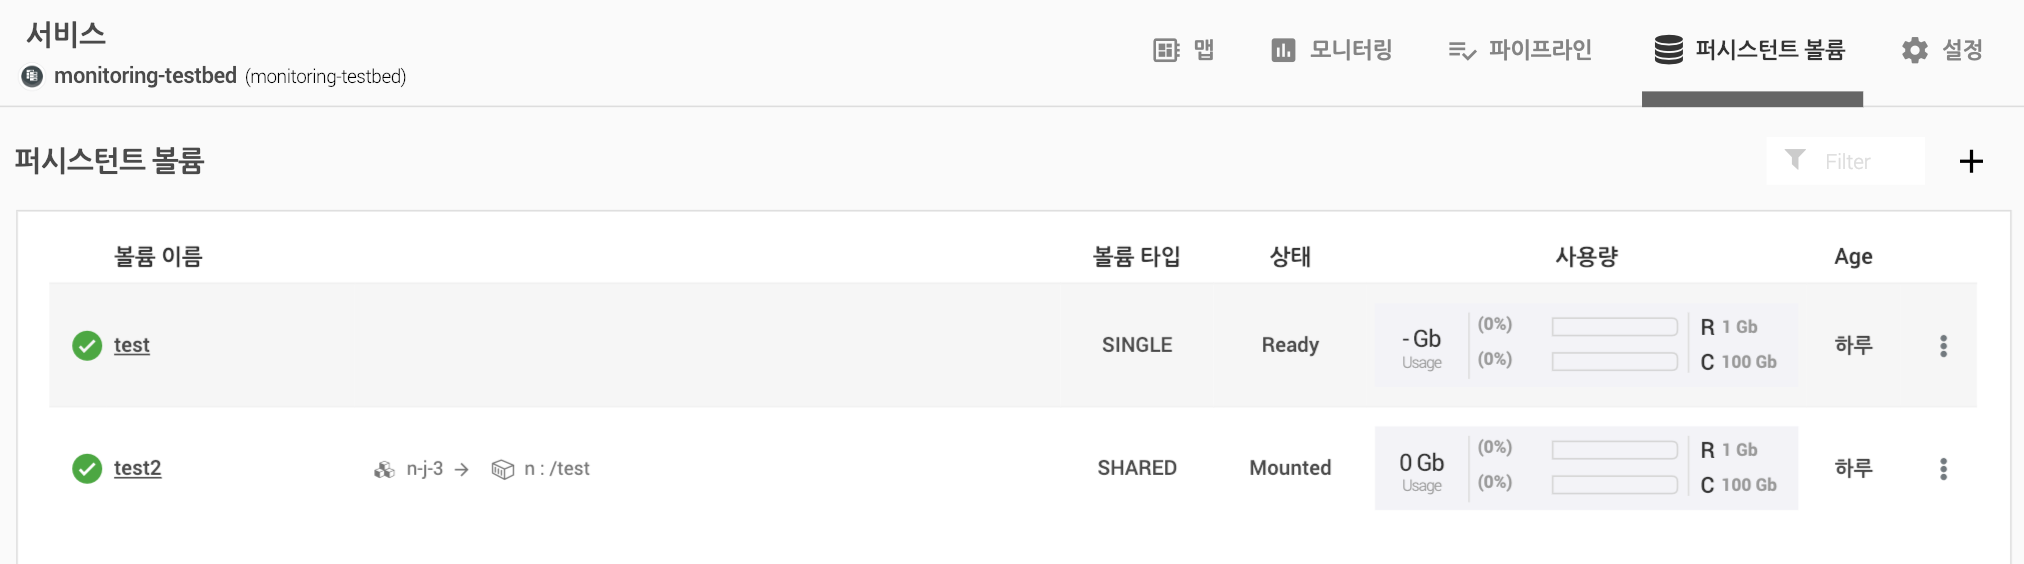 서비스
monitoring-testbed (monitoring-testbed)
맵 모니터링 파이프라인 퍼시스턴트 볼륨 설정
퍼시스턴트 볼륨
Filter
볼륨 이름 볼륨 타입 상태 사용량 Age
test SINGLE Ready - Gb Usage (0%) (0%) R 1 Gb C 100 Gb 하루
test2 n-j-3 → n : /test SHARED Mounted 0 Gb Usage (0%) (0%) R 1 Gb C 100 Gb 하루